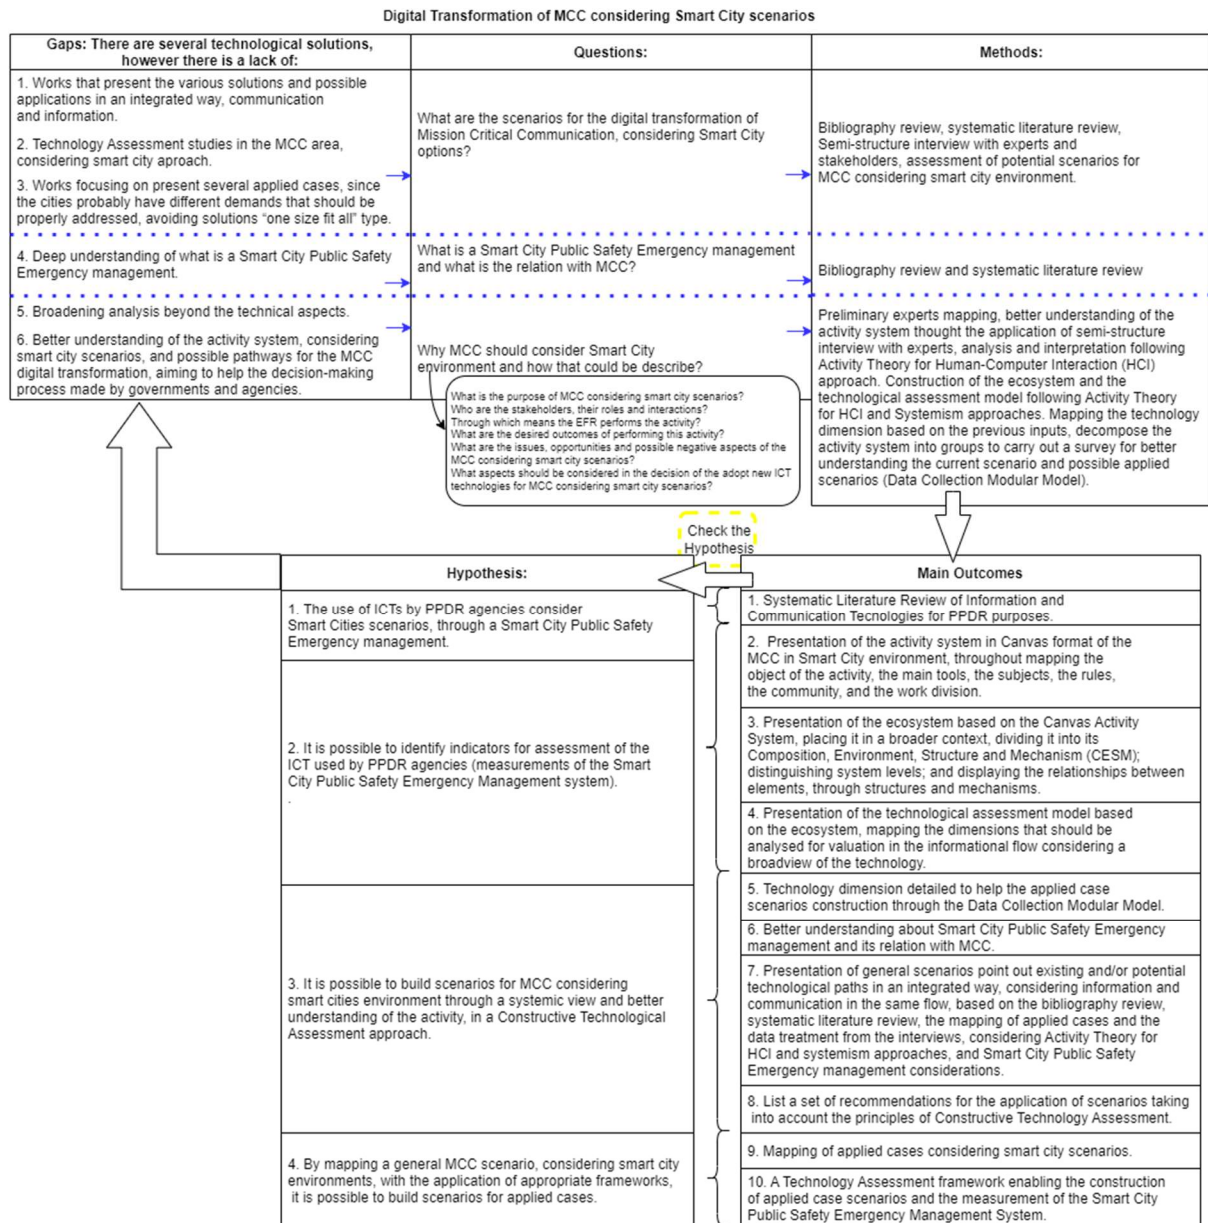 Digital Transformation of MCC considering Smart City scenarios
Gaps: There are several technological solutions,
however there is a lack of:
Questions:
Methods:
1. Works that present the various solutions and possible
applications in an integrated way, communication
and information.
2. Technology Assessment studies in the MCC area,
considering smart city aproach.
3. Works focusing on present several applied cases, since
the cities probably have different demands that should be
properly addressed, avoiding solutions “one size fit all” type.
What are the scenarios for the digital transformation of
Mission Critical Communication, considering Smart City
options?
Bibliography review, systematic literature review,
Semi-structure interview with experts and
stakeholders, assessment of potential scenarios for
MCC considering smart city environment.
4. Deep understanding of what is a Smart City Public Safety
Emergency management.
What is a Smart City Public Safety Emergency management
and what is the relation with MCC?
Bibliography review and systematic literature review
5. Broadening analysis beyond the technical aspects.
6. Better understanding of the activity system, considering
smart city scenarios, and possible pathways for the MCC
digital transformation, aiming to help the decision-making
process made by governments and agencies.
Why MCC should consider Smart City
environment and how that could be describe?
What is the purpose of MCC considering smart city scenarios?
Who are the stakeholders, their roles and interactions?
Through which means the EFR performs the activity?
What are the desired outcomes of performing this activity?
What are the issues, opportunities and possible negative aspects of the
MCC considering smart city scenarios?
What aspects should be considered in the decision of the adopt new ICT
technologies for MCC considering smart city scenarios?
Preliminary experts mapping, better understanding of the
activity system thought the application of semi-structure
interview with experts, analysis and interpretation following
Activity Theory for Human-Computer Interaction (HCI)
approach. Construction of the ecosystem and the
technological assessment model following Activity Theory
for HCI and Systemism approaches. Mapping the technology
dimension based on the previous inputs, decompose the
activity system into groups to carry out a survey for better
understanding the current scenario and possible applied
scenarios (Data Collection Modular Model).
Check the
Hypothesis
Hypothesis:
1. The use of ICTs by PPDR agencies consider
Smart Cities scenarios, through a Smart City Public Safety
Emergency management.
2. It is possible to identify indicators for assessment of the
ICT used by PPDR agencies (measurements of the Smart
City Public Safety Emergency Management system).
.
3. It is possible to build scenarios for MCC considering
smart cities environment through a systemic view and better
understanding of the activity, in a Constructive Technological
Assessment approach.
4. By mapping a general MCC scenario, considering smart city
environments, with the application of appropriate frameworks,
it is possible to build scenarios for applied cases.
Main Outcomes
1. Systematic Literature Review of Information and
Communication Tecnologies for PPDR purposes.
2. Presentation of the activity system in Canvas format of the
MCC in Smart City environment, throughout mapping the
object of the activity, the main tools, the subjects, the rules,
the community, and the work division.
3. Presentation of the ecosystem based on the Canvas Activity
System, placing it in a broader context, dividing it into its
Composition, Environment, Structure and Mechanism (CESM);
distinguishing system levels; and displaying the relationships between
elements, through structures and mechanisms.
4. Presentation of the technological assessment model based
on the ecosystem, mapping the dimensions that should be
analysed for valuation in the informational flow considering a
broadview of the technology.
5. Technology dimension detailed to help the applied case
scenarios construction through the Data Collection Modular Model.
6. Better understanding about Smart City Public Safety Emergency
management and its relation with MCC.
7. Presentation of general scenarios point out existing and/or potential
technological paths in an integrated way, considering information and
communication in the same flow, based on the bibliography review,
systematic literature review, the mapping of applied cases and the
data treatment from the interviews, considering Activity Theory for
HCI and systemism approaches, and Smart City Public Safety
Emergency management considerations.
8. List a set of recommendations for the application of scenarios taking
into account the principles of Constructive Technology Assessment.
9. Mapping of applied cases considering smart city scenarios.
10. A Technology Assessment framework enabling the construction
of applied case scenarios and the measurement of the Smart City
Public Safety Emergency Management System.